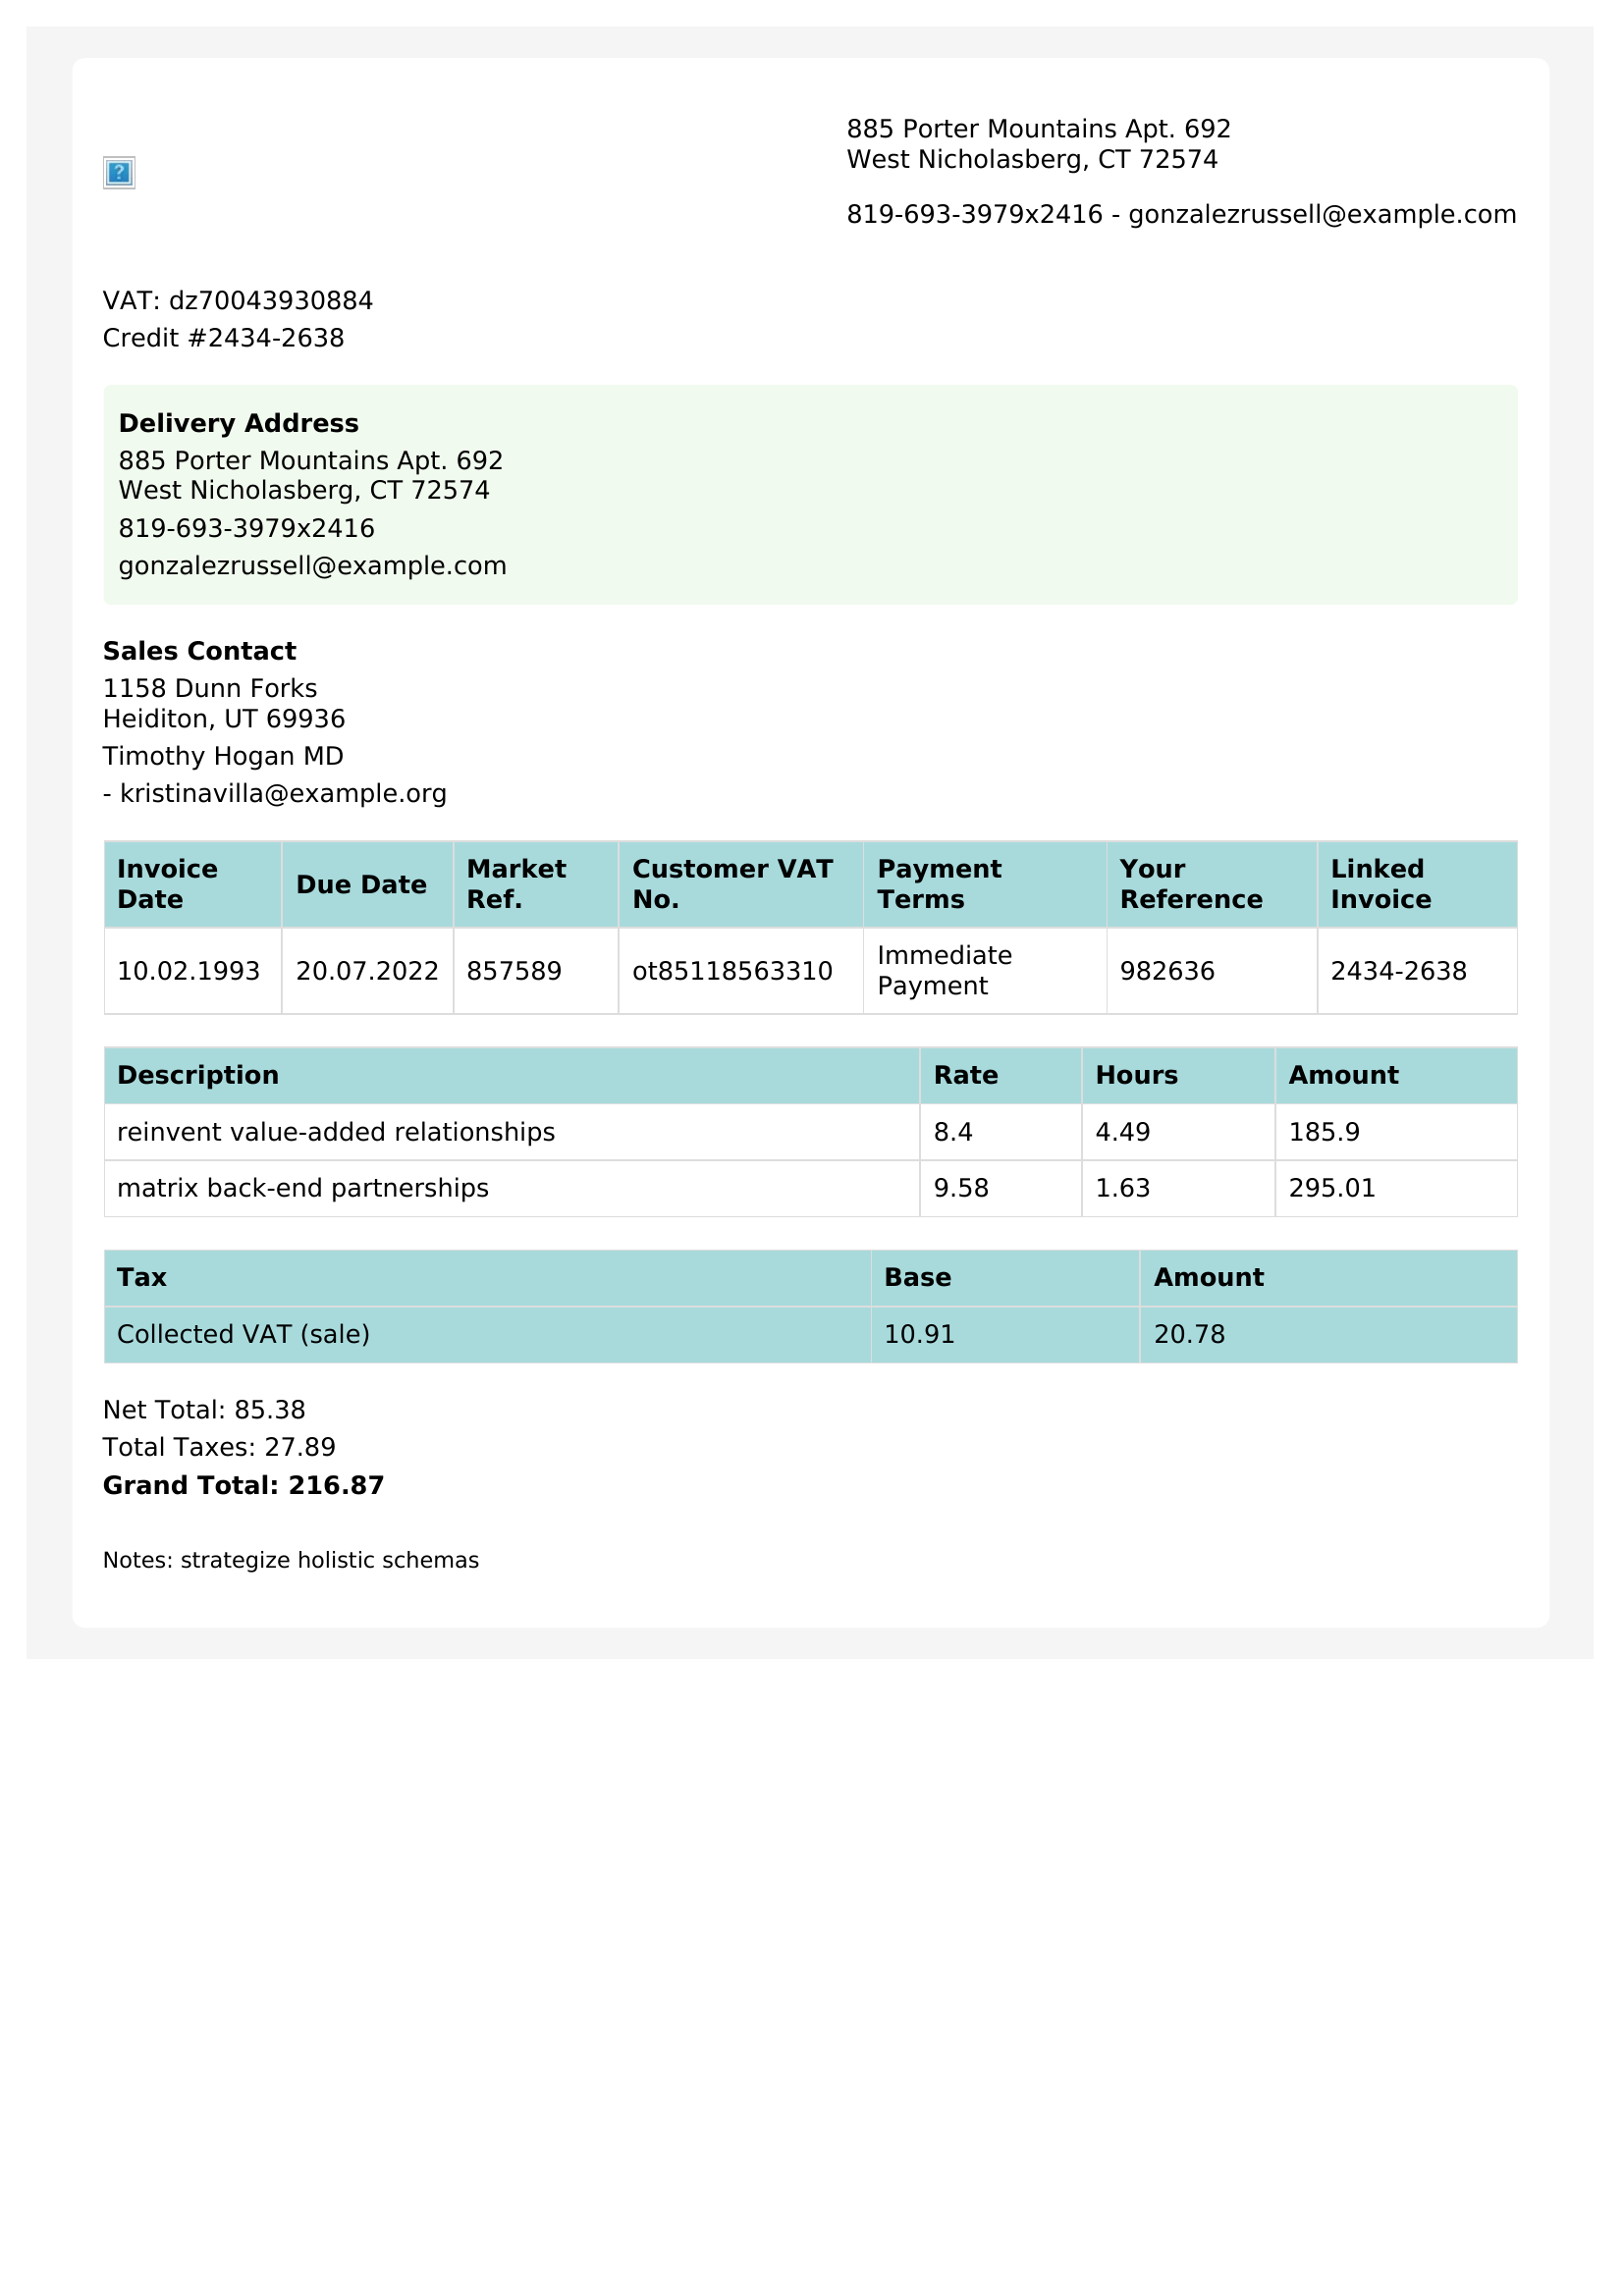 885 Porter Mountains Apt. 692
West Nicholasberg, CT 72574
819-693-3979x2416 - gonzalezrussell@example.com
VAT: dz70043930884
Credit #2434-2638
Delivery Address
885 Porter Mountains Apt. 692
West Nicholasberg, CT 72574
819-693-3979x2416
gonzalezrussell@example.com
Sales Contact
1158 Dunn Forks
Heiditon, UT 69936
Timothy Hogan MD
- kristinavilla@example.org
Invoice Date Due Date Market Ref. Customer VAT No. Payment Terms Your Reference Linked Invoice
10.02.1993 20.07.2022 857589 ot85118563310 Immediate Payment 982636 2434-2638
Description Rate Hours Amount
reinvent value-added relationships 8.4 4.49 185.9
matrix back-end partnerships 9.58 1.63 295.01
Tax Base Amount
Collected VAT (sale) 10.91 20.78
Net Total: 85.38
Total Taxes: 27.89
Grand Total: 216.87
Notes: strategize holistic schemas